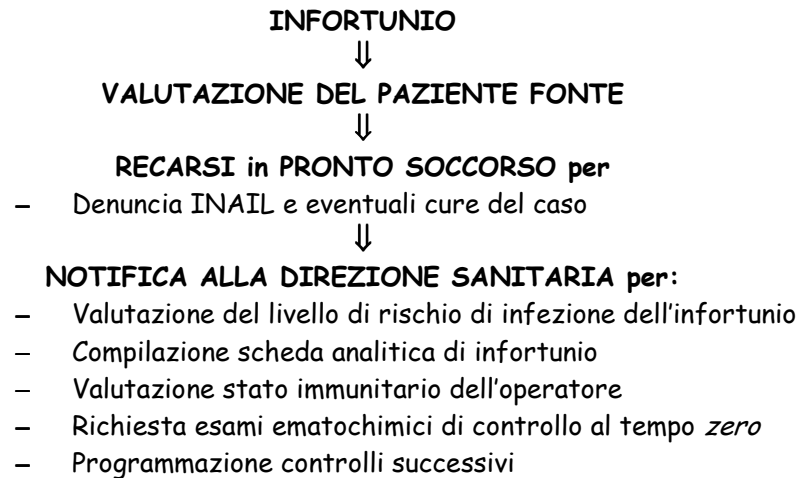 INFORTUNIO
⇓
VALUTAZIONE DEL PAZIENTE FONTE
⇓
RECARSI in PRONTO SOCCORSO per
– Denuncia INAIL e eventuali cure del caso
⇓
NOTIFICA ALLA DIREZIONE SANITARIA per:
– Valutazione del livello di rischio di infezione dell'infortunio
– Compilazione scheda analitica di infortunio
– Valutazione stato immunitario dell'operatore
– Richiesta esami ematochimici di controllo al tempo zero
– Programmazione controlli successivi